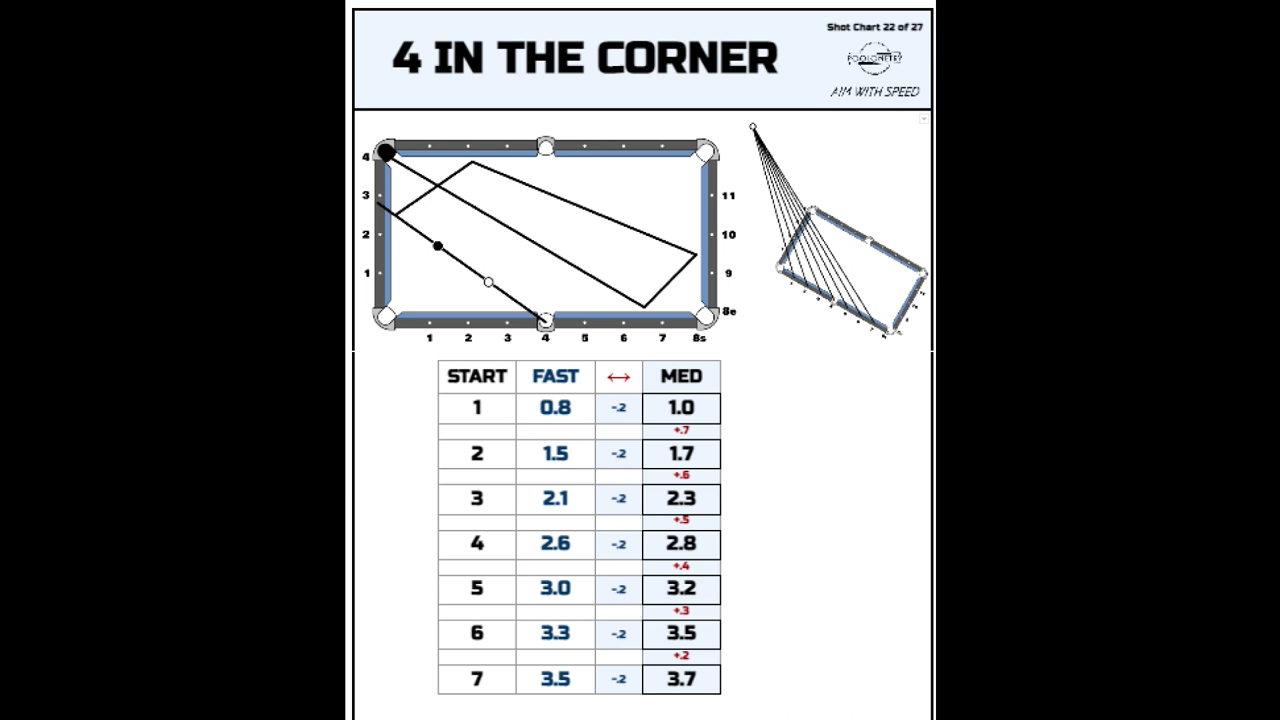 Shot Chart 22 of 27
4 IN THE CORNER
POOLOMETRY
AIM WITH SPEED
4
3 11
2 10
1 9
8e
1 2 3 4 5 6 7 8s
START FAST ↔ MED
1 0.8 -.2 1.0
+.7
2 1.5 -.2 1.7
+.6
3 2.1 -.2 2.3
+.5
4 2.6 -.2 2.8
+.4
5 3.0 -.2 3.2
+.3
6 3.3 -.2 3.5
+.2
7 3.5 -.2 3.7